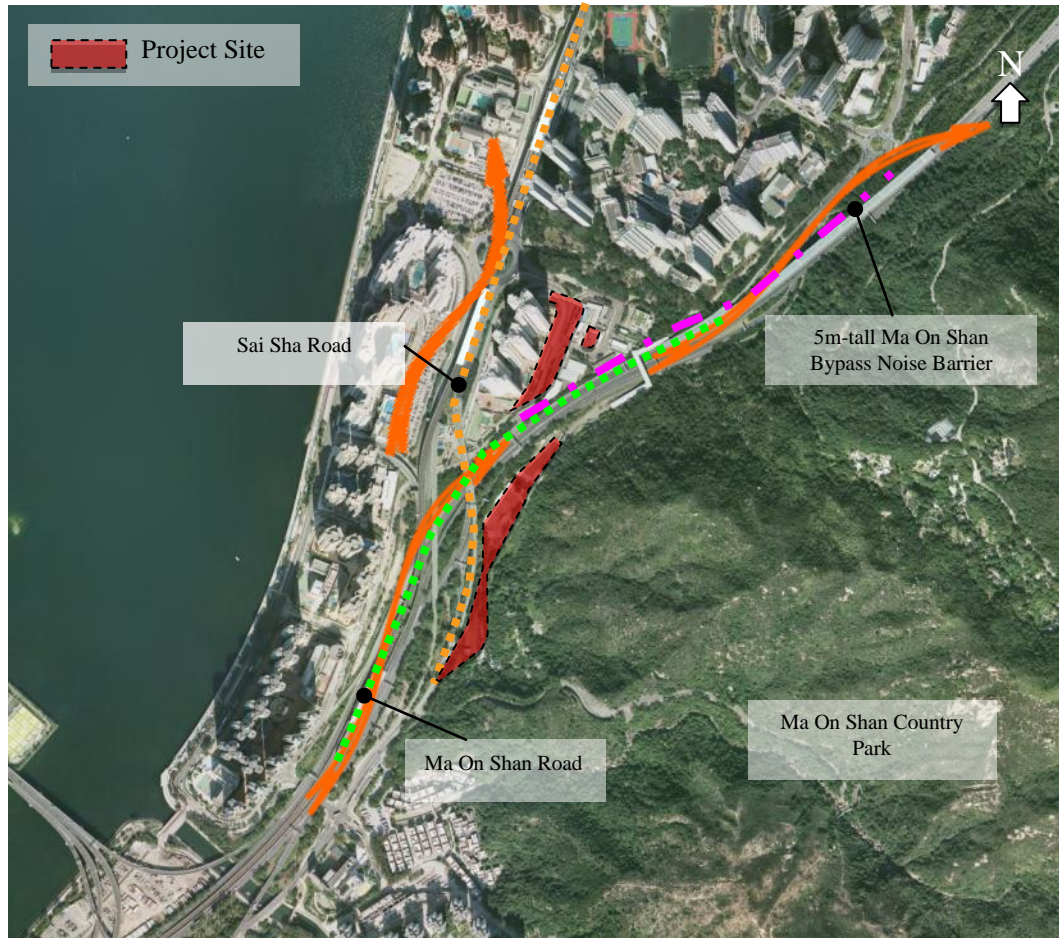 Project Site
N
Sai Sha Road
5m-tall Ma On Shan
Bypass Noise Barrier
Ma On Shan Country
Park
Ma On Shan Road